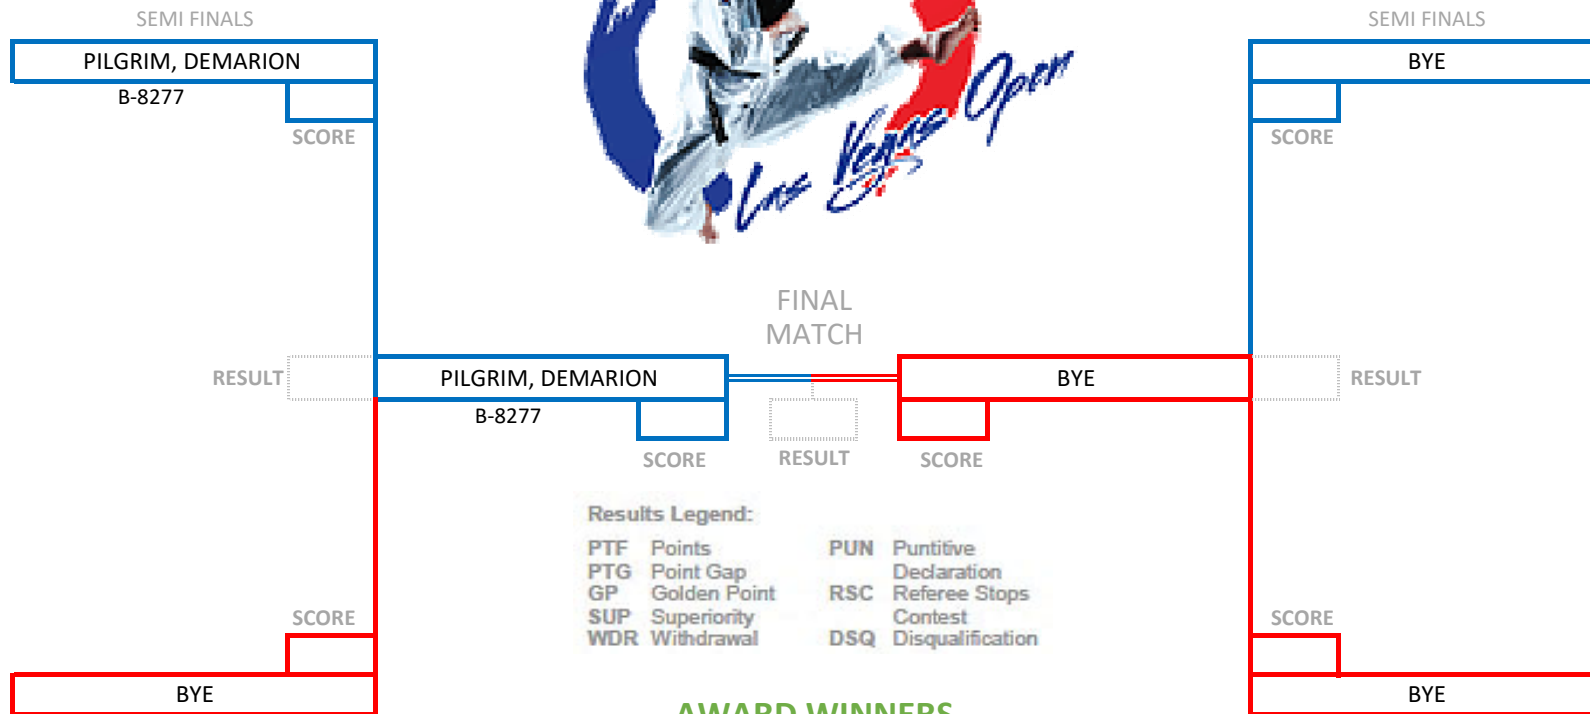 SEMI FINALS
SEMI FINALS
PILGRIM, DEMARION
BYE
B-8277
SCORE
SCORE
Las Vegas Open
FINAL
MATCH
RESULT
PILGRIM, DEMARION
BYE
RESULT
B-8277
SCORE
RESULT
SCORE
Results Legend:
PTF Points
PTG Point Gap
GP Golden Point
SUP Superiority
WDR Withdrawal
PUN Puntitive
Declaration
RSC Referee Stops
Contest
DSQ Disqualification
SCORE
SCORE
BYE
BYE
AWARD WINNERS